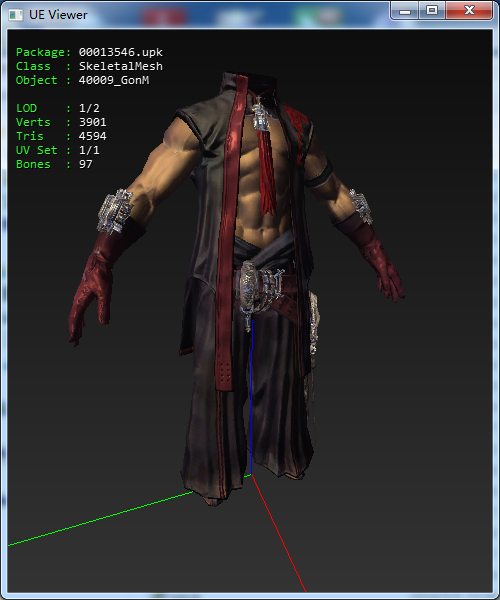 UE Viewer
Package: 00013546.upk
Class : SkeletalMesh
Object : 40009_GonM
LOD : 1/2
Verts : 3901
Tris : 4594
UV Set : 1/1
Bones : 97